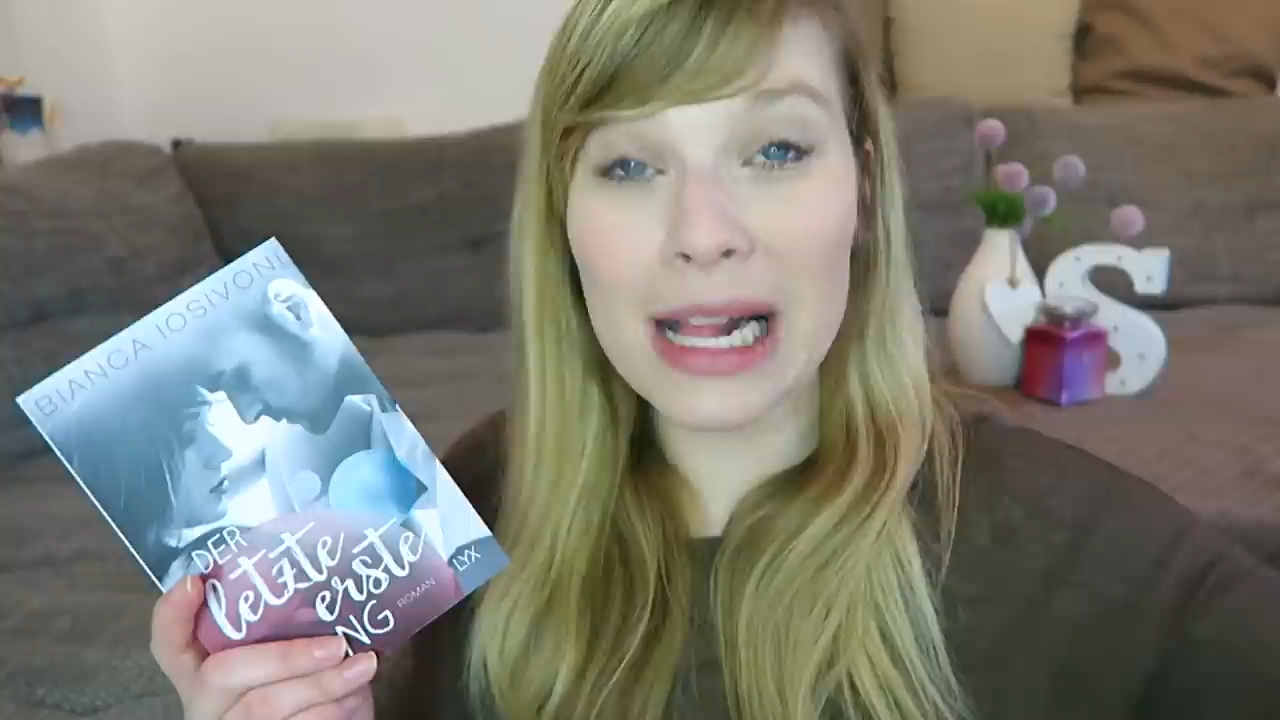 BIANCA IOSIVONI
DER
letzte
erste
NG
ROMAN
LYX
S